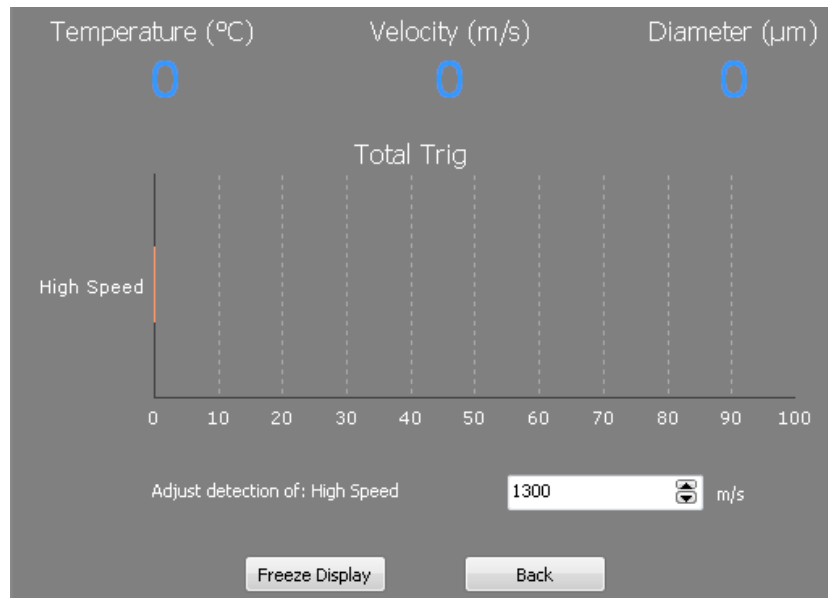 Temperature (ºC) Velocity (m/s) Diameter (µm)
0 0 0
Total Trig
High Speed
0 10 20 30 40 50 60 70 80 90 100
Adjust detection of: High Speed 1300 m/s
Freeze Display Back